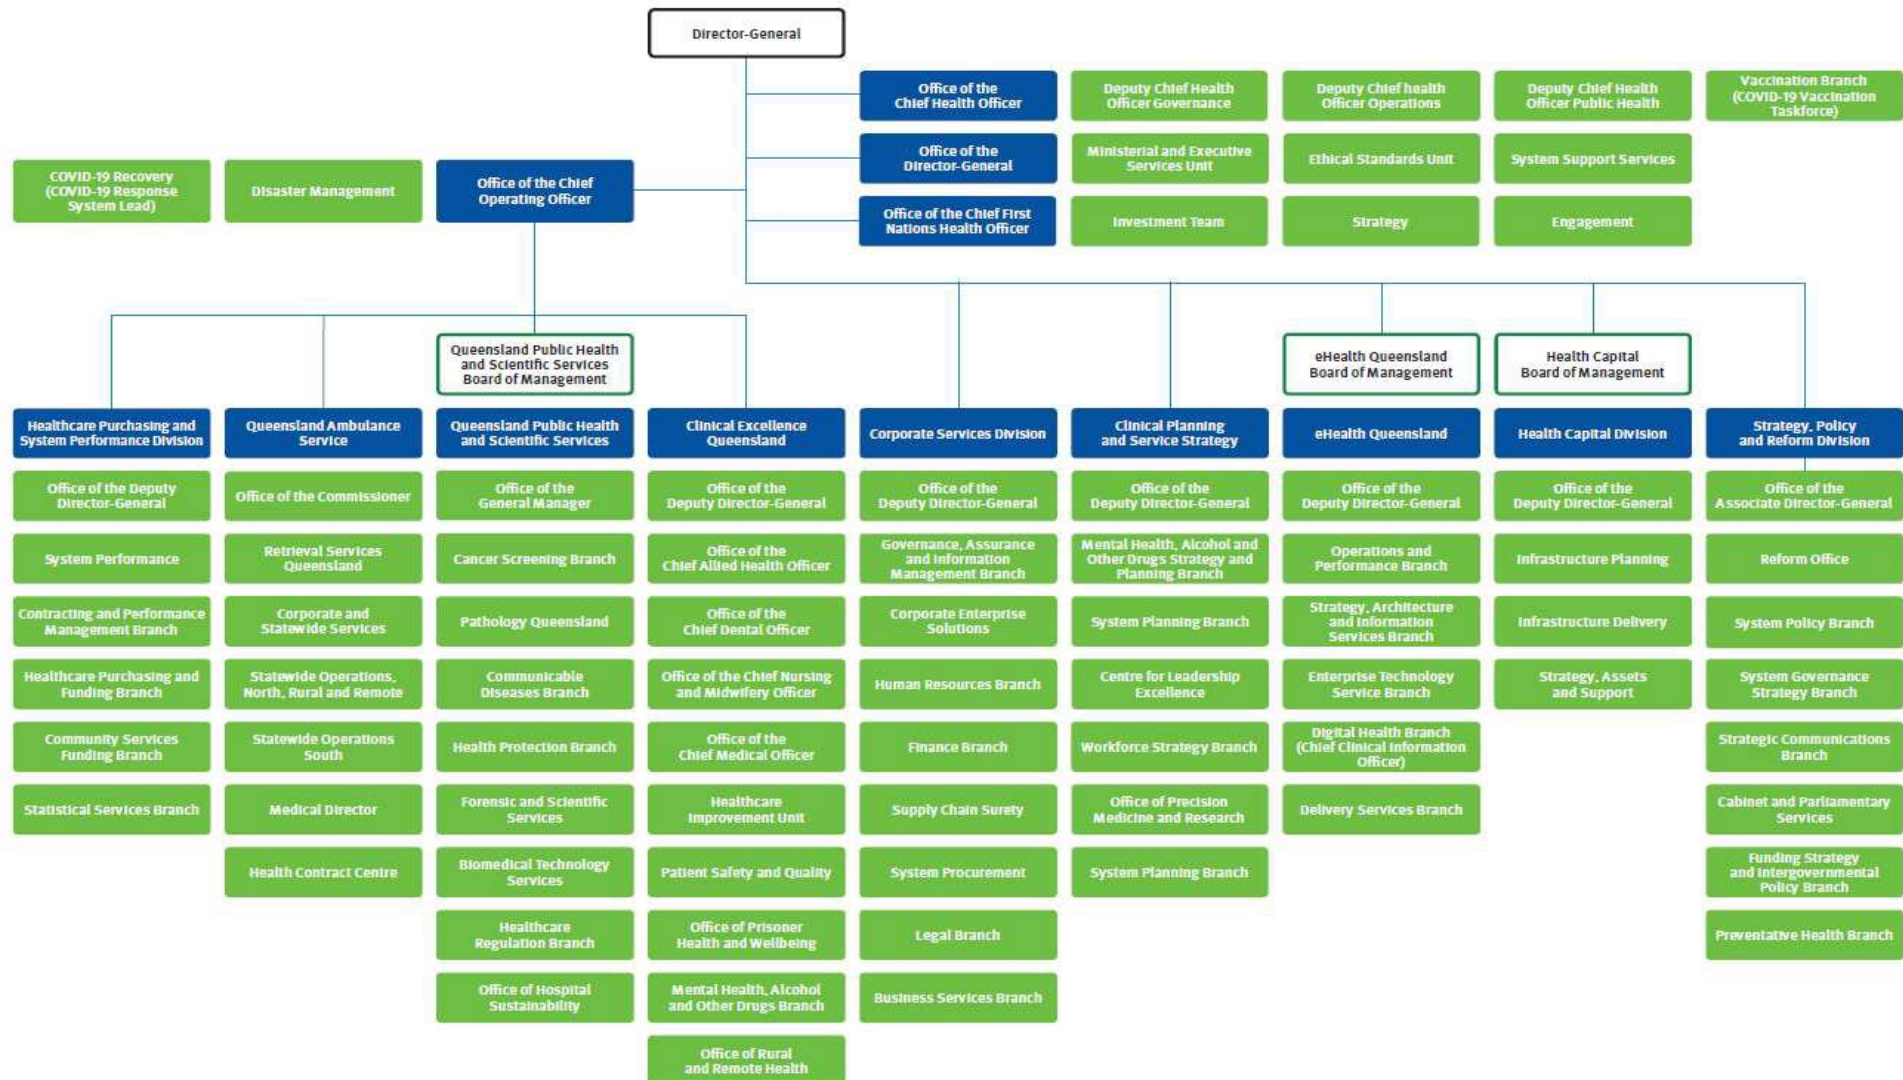 Director-General
Office of the
Chief Health Officer
Deputy Chief Health
Officer Governance
Deputy Chief health
Officer Operations
Deputy Chief Health
Officer Public Health
Vaccination Branch
(COVID-19 Vaccination
Taskforce)
Office of the
Director-General
Ministerial and Executive
Services Unit
Ethical Standards Unit
System Support Services
COVID-19 Recovery
(COVID-19 Response
System Lead)
Disaster Management
Office of the Chief
Operating Officer
Office of the Chief First
Nations Health Officer
Investment Team
Strategy
Engagement
Queensland Public Health
and Scientific Services
Board of Management
eHealth Queensland
Board of Management
Health Capital
Board of Management
Healthcare Purchasing and
System Performance Division
Office of the Deputy
Director-General
System Performance
Contracting and Performance
Management Branch
Healthcare Purchasing and
Funding Branch
Community Services
Funding Branch
Statistical Services Branch
Queensland Ambulance
Service
Office of the Commissioner
Retrieval Services
Queensland
Corporate and
Statewide Services
Statewide Operations,
North, Rural and Remote
Statewide Operations
South
Medical Director
Health Contract Centre
Queensland Public Health
and Scientific Services
Office of the
General Manager
Cancer Screening Branch
Pathology Queensland
Communicable
Diseases Branch
Health Protection Branch
Forensic and Scientific
Services
Biomedical Technology
Services
Healthcare
Regulation Branch
Office of Hospital
Sustainability
Clinical Excellence
Queensland
Office of the
Deputy Director-General
Office of the
Chief Allied Health Officer
Office of the
Chief Dental Officer
Office of the Chief Nursing
and Midwifery Officer
Office of the
Chief Medical Officer
Healthcare
Improvement Unit
Patient Safety and Quality
Office of Prisoner
Health and Wellbeing
Mental Health, Alcohol
and Other Drugs Branch
Office of Rural
and Remote Health
Corporate Services Division
Office of the
Deputy Director-General
Governance, Assurance
and Information
Management Branch
Corporate Enterprise
Solutions
Human Resources Branch
Finance Branch
Supply Chain Surety
System Procurement
Legal Branch
Business Services Branch
Clinical Planning
and Service Strategy
Office of the
Deputy Director-General
Mental Health, Alcohol and
Other Drugs Strategy and
Planning Branch
System Planning Branch
Centre for Leadership
Excellence
Workforce Strategy Branch
Office of Precision
Medicine and Research
System Planning Branch
eHealth Queensland
Office of the
Deputy Director-General
Operations and
Performance Branch
Strategy, Architecture
and Information
Services Branch
Enterprise Technology
Service Branch
Digital Health Branch
(Chief Clinical Information
Officer)
Delivery Services Branch
Health Capital Division
Office of the
Deputy Director-General
Infrastructure Planning
Infrastructure Delivery
Strategy, Assets
and Support
Strategy, Policy
and Reform Division
Office of the
Associate Director-General
Reform Office
System Policy Branch
System Governance
Strategy Branch
Strategic Communications
Branch
Cabinet and Parliamentary
Services
Funding Strategy
and Intergovernmental
Policy Branch
Preventative Health Branch